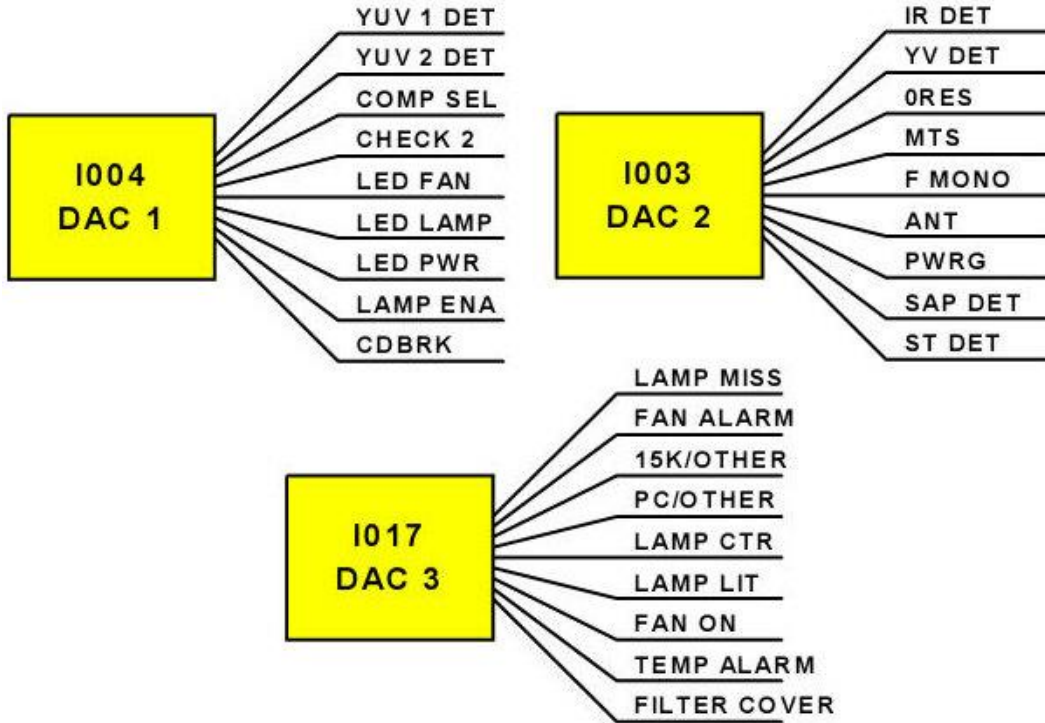 I004
DAC 1
YUV 1 DET
YUV 2 DET
COMP SEL
CHECK 2
LED FAN
LED LAMP
LED PWR
LAMP ENA
CDBRK
I003
DAC 2
IR DET
YV DET
0RES
MTS
F MONO
ANT
PWRG
SAP DET
ST DET
I017
DAC 3
LAMP MISS
FAN ALARM
15K/OTHER
PC/OTHER
LAMP CTR
LAMP LIT
FAN ON
TEMP ALARM
FILTER COVER